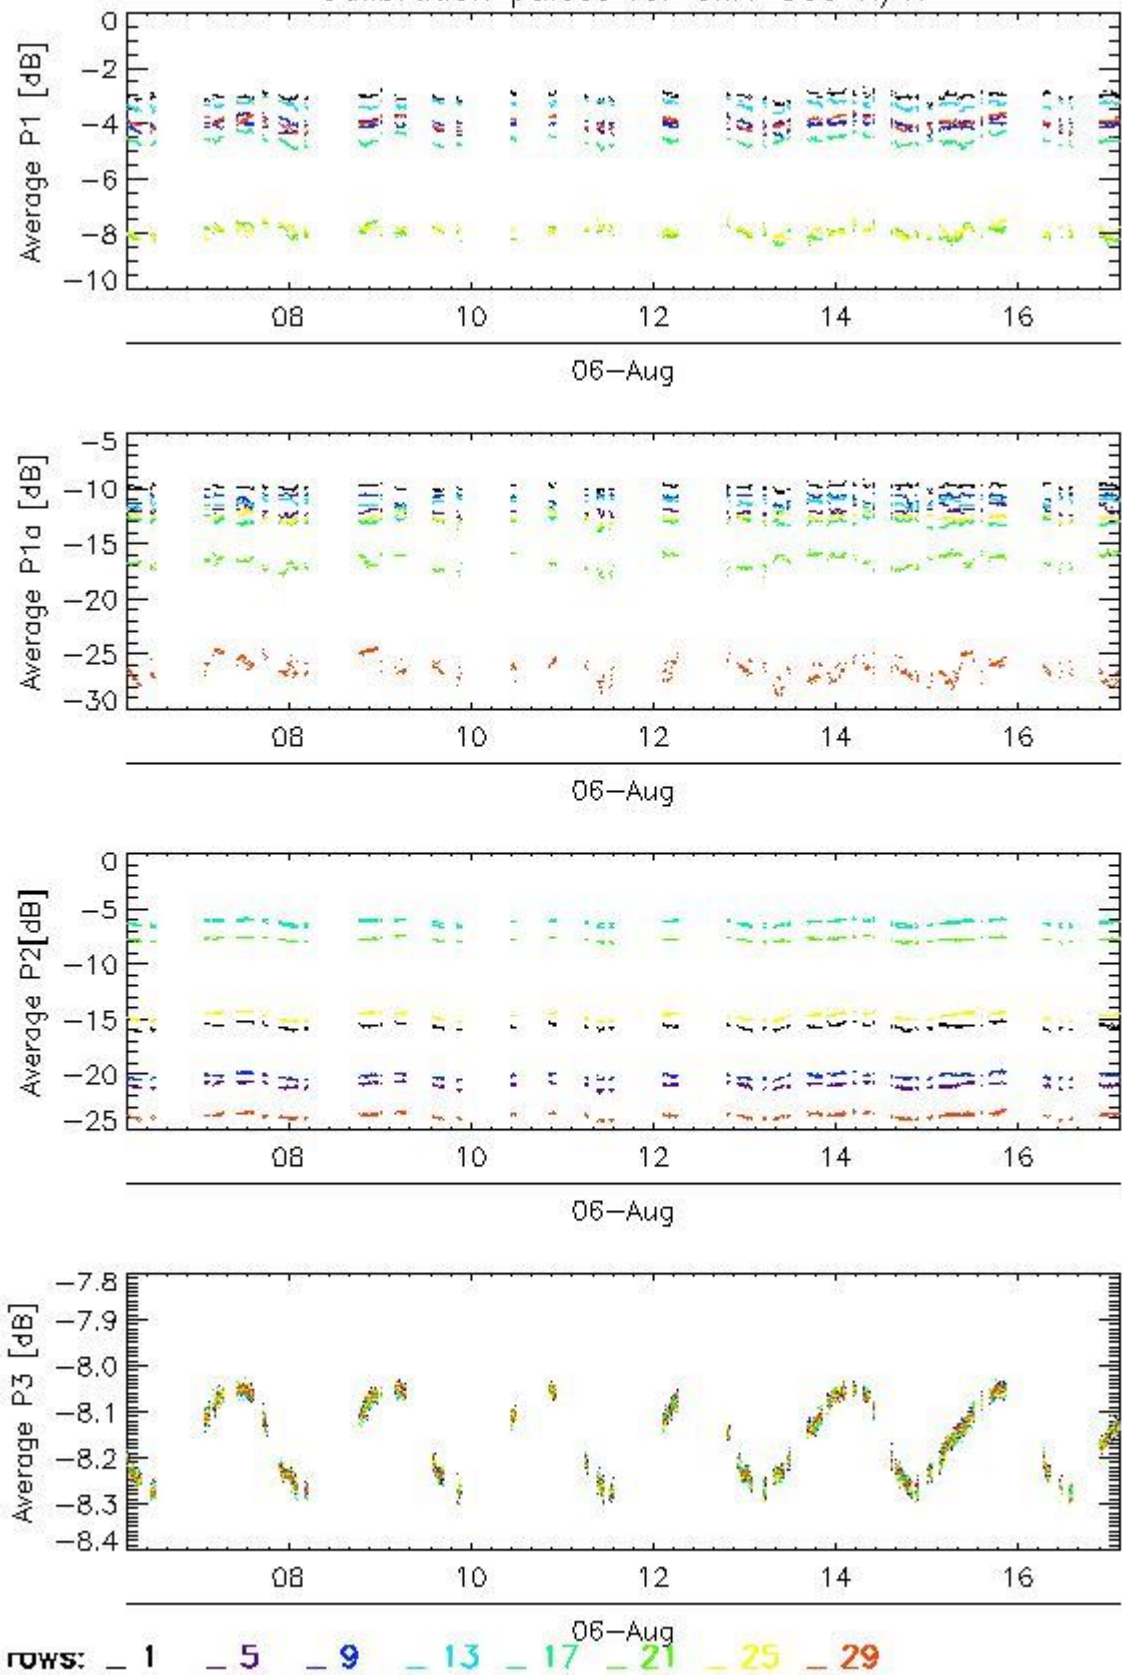 0
−2
−4
−6
−8
−10
Average P1 [dB]
08 10 12 14 16
06−Aug
−5
−10
−15
−20
−25
−30
Average P1a [dB]
08 10 12 14 16
06−Aug
0
−5
−10
−15
−20
−25
Average P2[dB]
08 10 12 14 16
06−Aug
−7.8
−7.9
−8.0
−8.1
−8.2
−8.3
−8.4
Average P3 [dB]
08 10 12 14 16
06−Aug
rows: _ 1 _ 5 _ 9 _ 13 _ 17 _ 21 _ 25 _ 29